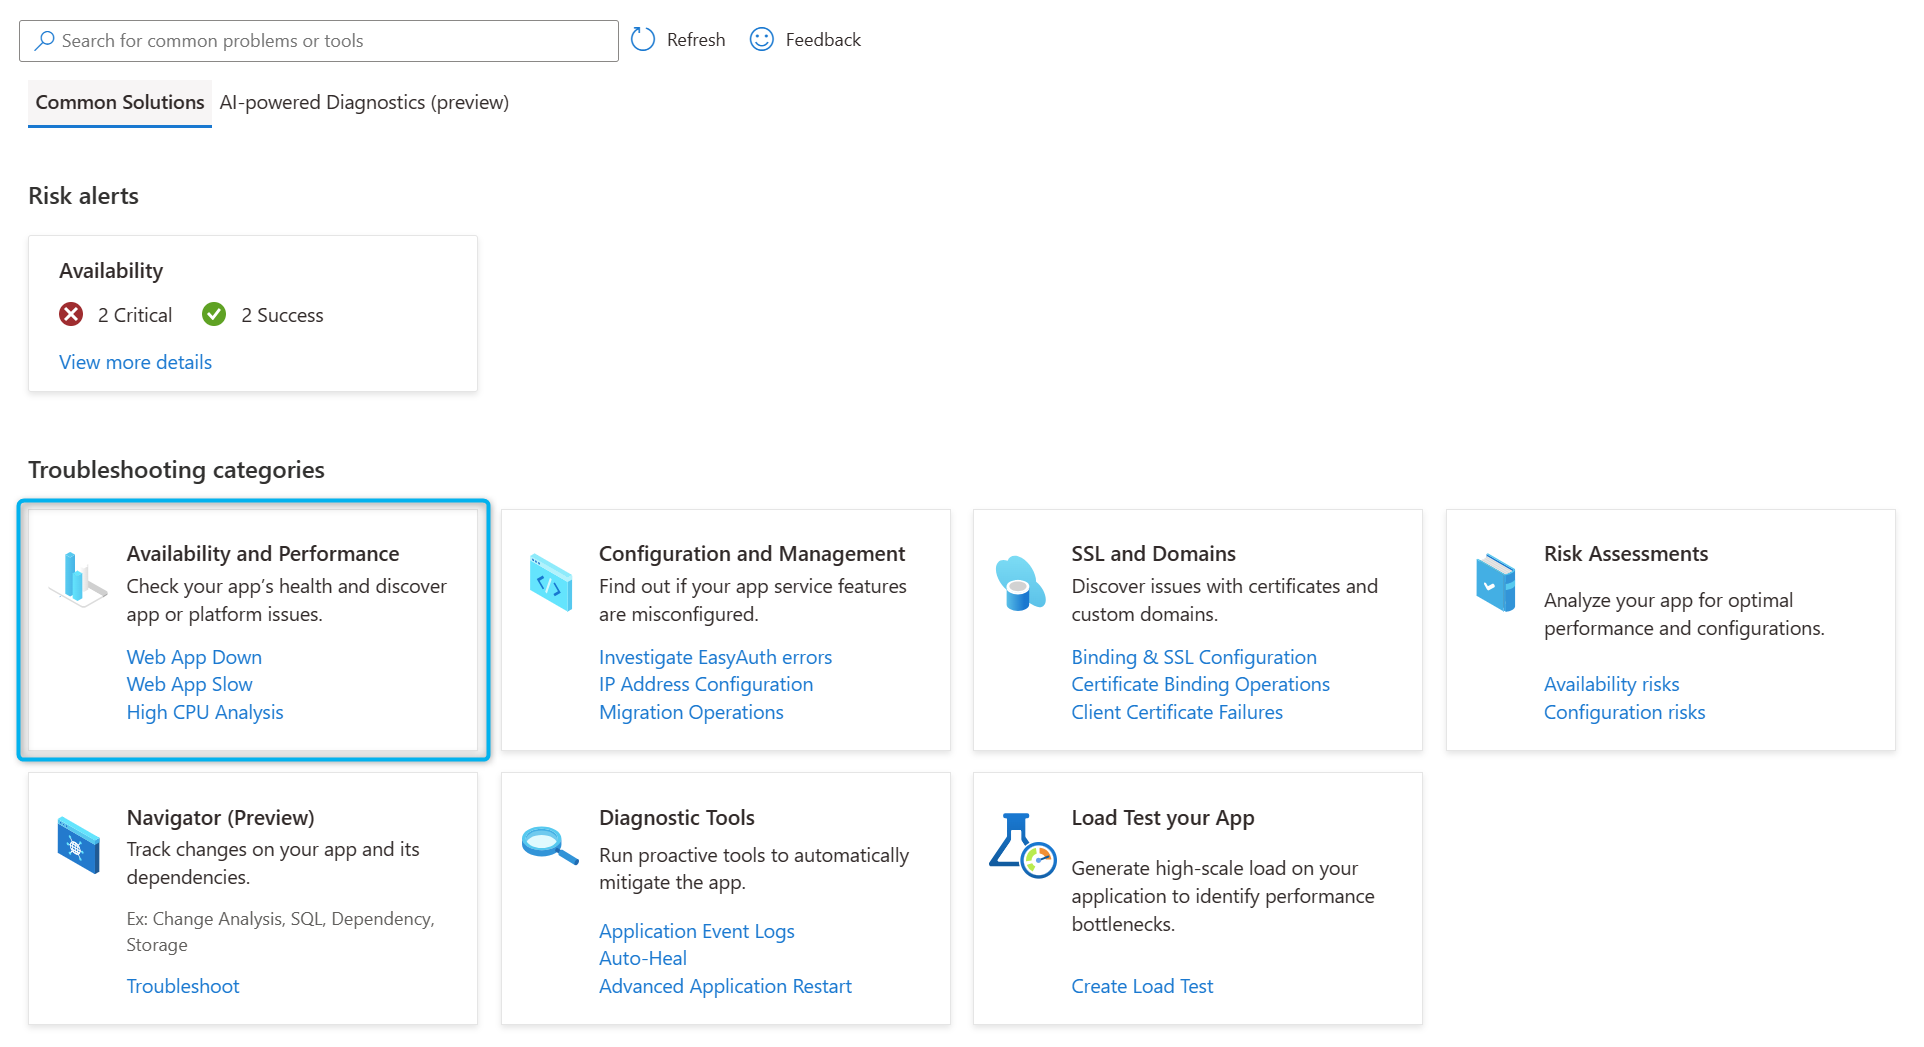 Search for common problems or tools
Refresh
Feedback
Common Solutions
AI-powered Diagnostics (preview)
Risk alerts
Availability
2 Critical
2 Success
View more details
Troubleshooting categories
Availability and Performance
Check your app’s health and discover
app or platform issues.
Web App Down
Web App Slow
High CPU Analysis
Configuration and Management
Find out if your app service features
are misconfigured.
Investigate EasyAuth errors
IP Address Configuration
Migration Operations
SSL and Domains
Discover issues with certificates and
custom domains.
Binding & SSL Configuration
Certificate Binding Operations
Client Certificate Failures
Risk Assessments
Analyze your app for optimal
performance and configurations.
Availability risks
Configuration risks
Navigator (Preview)
Track changes on your app and its
dependencies.
Ex: Change Analysis, SQL, Dependency,
Storage
Troubleshoot
Diagnostic Tools
Run proactive tools to automatically
mitigate the app.
Application Event Logs
Auto-Heal
Advanced Application Restart
Load Test your App
Generate high-scale load on your
application to identify performance
bottlenecks.
Create Load Test